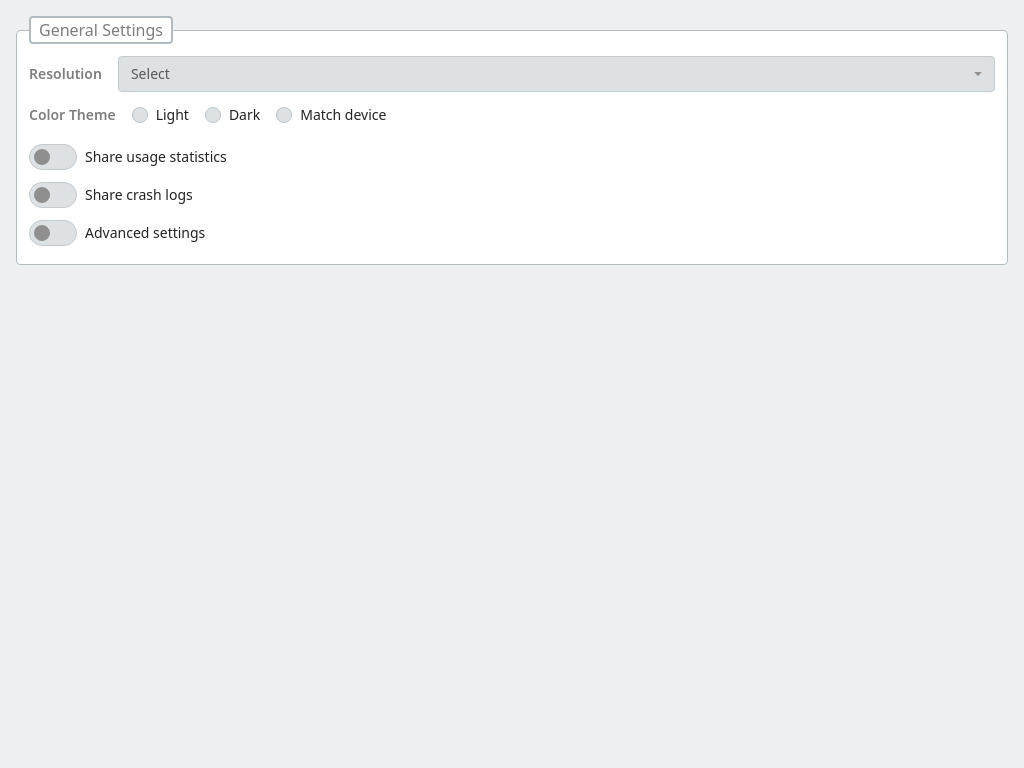 General Settings
Resolution Select
Color Theme Light Dark Match device
Share usage statistics
Share crash logs
Advanced settings